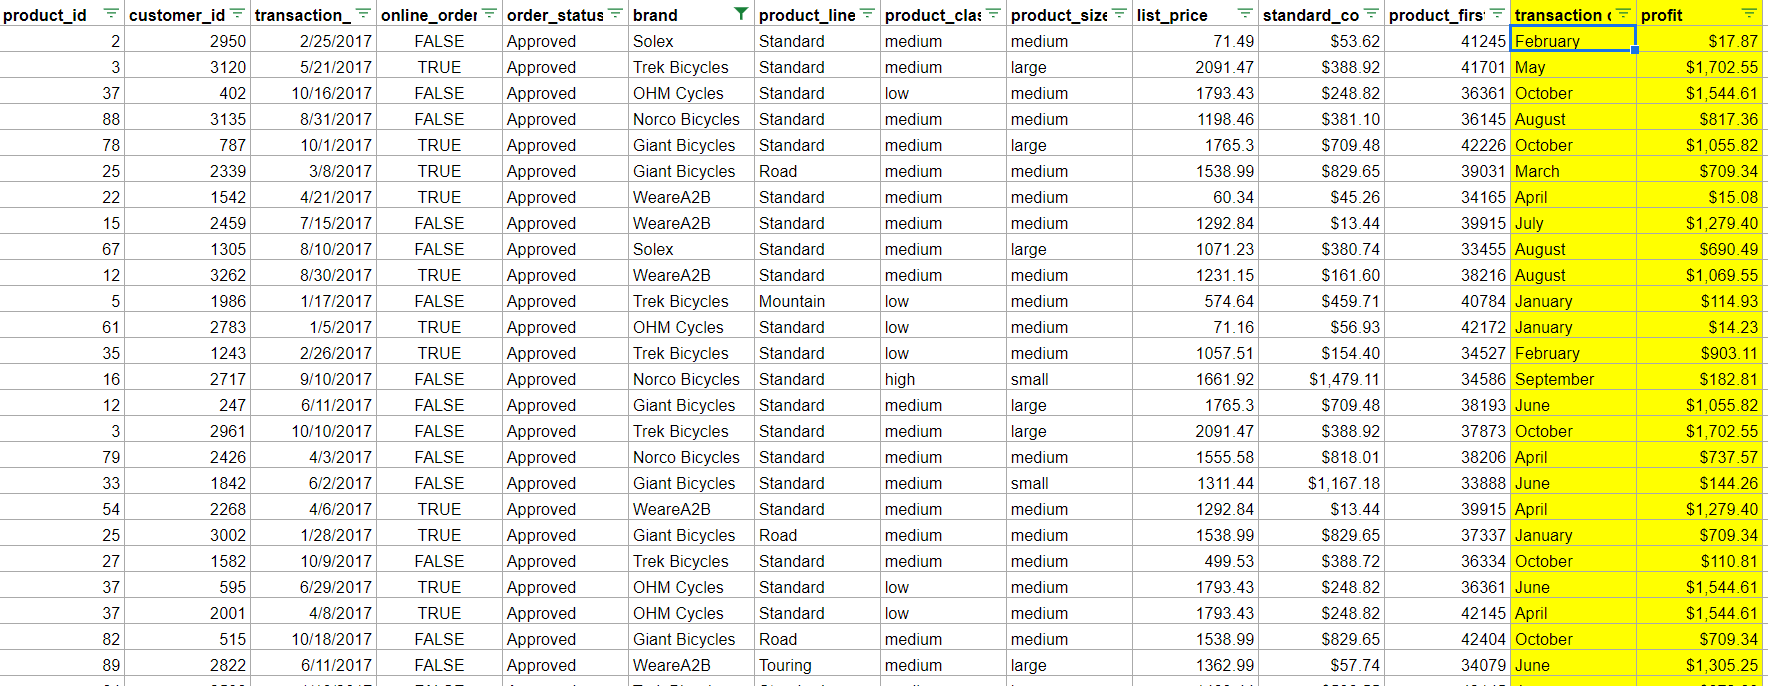 product_id customer_id transaction_ online_order order_status brand product_line product_clas product_size list_price standard_co product_firs transaction profit
2 2950 2/25/2017 FALSE Approved Solex Standard medium medium 71.49 $53.62 41245 February $17.87
3 3120 5/21/2017 TRUE Approved Trek Bicycles Standard medium large 2091.47 $388.92 41701 May $1,702.55
37 402 10/16/2017 FALSE Approved OHM Cycles Standard low medium 1793.43 $248.82 36361 October $1,544.61
88 3135 8/31/2017 FALSE Approved Norco Bicycles Standard medium medium 1198.46 $381.10 36145 August $817.36
78 787 10/1/2017 TRUE Approved Giant Bicycles Standard medium large 1765.3 $709.48 42226 October $1,055.82
25 2339 3/8/2017 TRUE Approved Giant Bicycles Road medium medium 1538.99 $829.65 39031 March $709.34
22 1542 4/21/2017 TRUE Approved WeareA2B Standard medium medium 60.34 $45.26 34165 April $15.08
15 2459 7/15/2017 FALSE Approved WeareA2B Standard medium medium 1292.84 $13.44 39915 July $1,279.40
67 1305 8/10/2017 FALSE Approved Solex Standard medium large 1071.23 $380.74 33455 August $690.49
12 3262 8/30/2017 TRUE Approved WeareA2B Standard medium medium 1231.15 $161.60 38216 August $1,069.55
5 1986 1/17/2017 FALSE Approved Trek Bicycles Mountain low medium 574.64 $459.71 40784 January $114.93
61 2783 1/5/2017 TRUE Approved OHM Cycles Standard low medium 71.16 $56.93 42172 January $14.23
35 1243 2/26/2017 TRUE Approved Trek Bicycles Standard low medium 1057.51 $154.40 34527 February $903.11
16 2717 9/10/2017 FALSE Approved Norco Bicycles Standard high small 1661.92 $1,479.11 34586 September $182.81
12 247 6/11/2017 FALSE Approved Giant Bicycles Standard medium large 1765.3 $709.48 38193 June $1,055.82
3 2961 10/10/2017 FALSE Approved Trek Bicycles Standard medium large 2091.47 $388.92 37873 October $1,702.55
79 2426 4/3/2017 FALSE Approved Norco Bicycles Standard medium medium 1555.58 $818.01 38206 April $737.57
33 1842 6/2/2017 FALSE Approved Giant Bicycles Standard medium small 1311.44 $1,167.18 33888 June $144.26
54 2268 4/6/2017 TRUE Approved WeareA2B Standard medium medium 1292.84 $13.44 39915 April $1,279.40
25 3002 1/28/2017 TRUE Approved Giant Bicycles Road medium medium 1538.99 $829.65 37337 January $709.34
27 1582 10/9/2017 FALSE Approved Trek Bicycles Standard medium medium 499.53 $388.72 36334 October $110.81
37 595 6/29/2017 TRUE Approved OHM Cycles Standard low medium 1793.43 $248.82 36361 June $1,544.61
37 2001 4/8/2017 TRUE Approved OHM Cycles Standard low medium 1793.43 $248.82 42145 April $1,544.61
82 515 10/18/2017 FALSE Approved Giant Bicycles Road medium medium 1538.99 $829.65 42404 October $709.34
89 2822 6/11/2017 FALSE Approved WeareA2B Touring medium large 1362.99 $57.74 34079 June $1,305.25